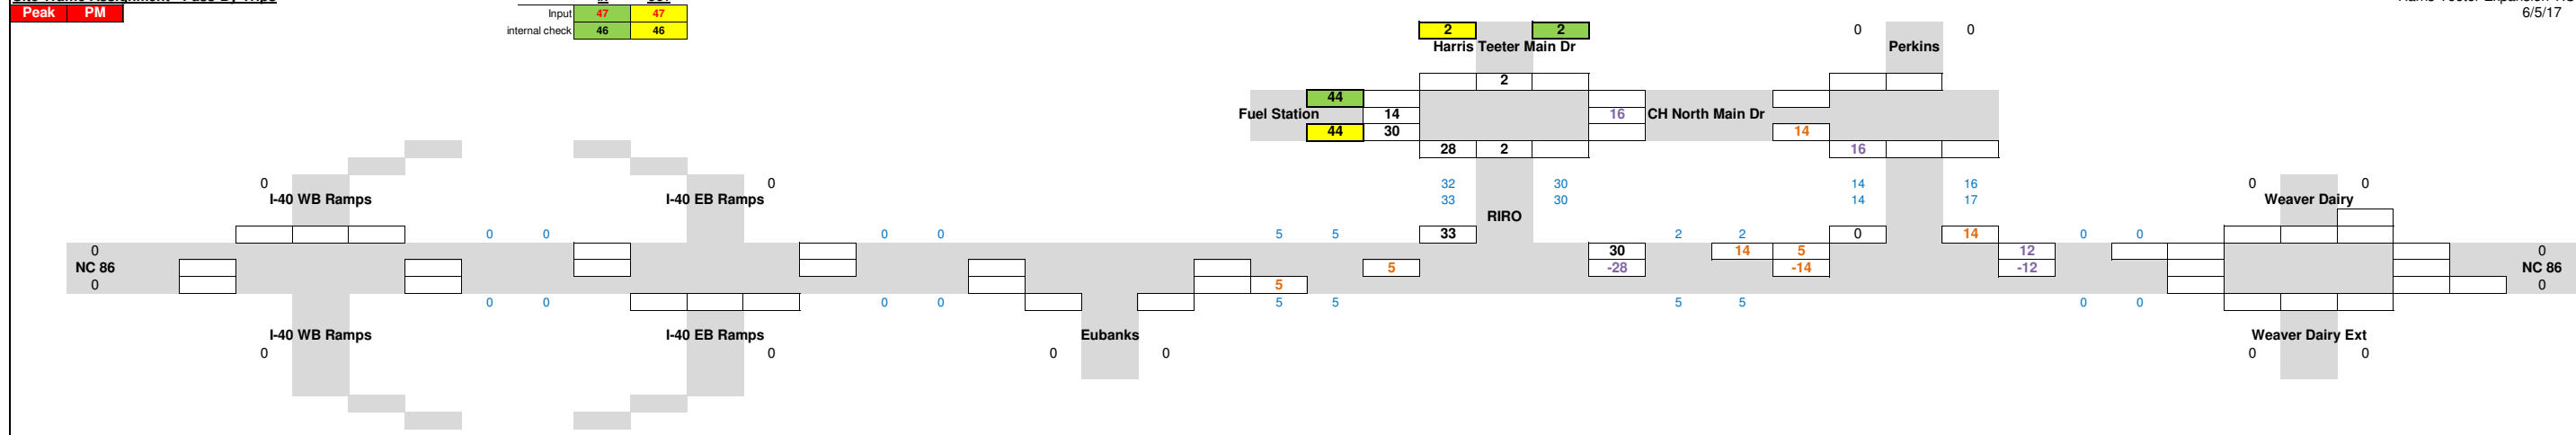 Peak PM
Input 47 47
6/5/17
internal check 46 46
2 2 0 0
Harris Teeter Main Dr Perkins
2
44
Fuel Station 14 16 CH North Main Dr
44 30 14
28 2 16
0 0 32 30 14 16 0 0
I-40 WB Ramps I-40 EB Ramps 33 30 14 17 Weaver Dairy
RIRO
0 0 0 0 5 5 33 2 2 0 14 0 0
0 30 14 5 12 0
NC 86 5 -28 -14 -12 NC 86
0 5 0
0 0 0 0 5 5 5 5 0 0
I-40 WB Ramps I-40 EB Ramps Eubanks Weaver Dairy Ext
0 0 0 0 0 0